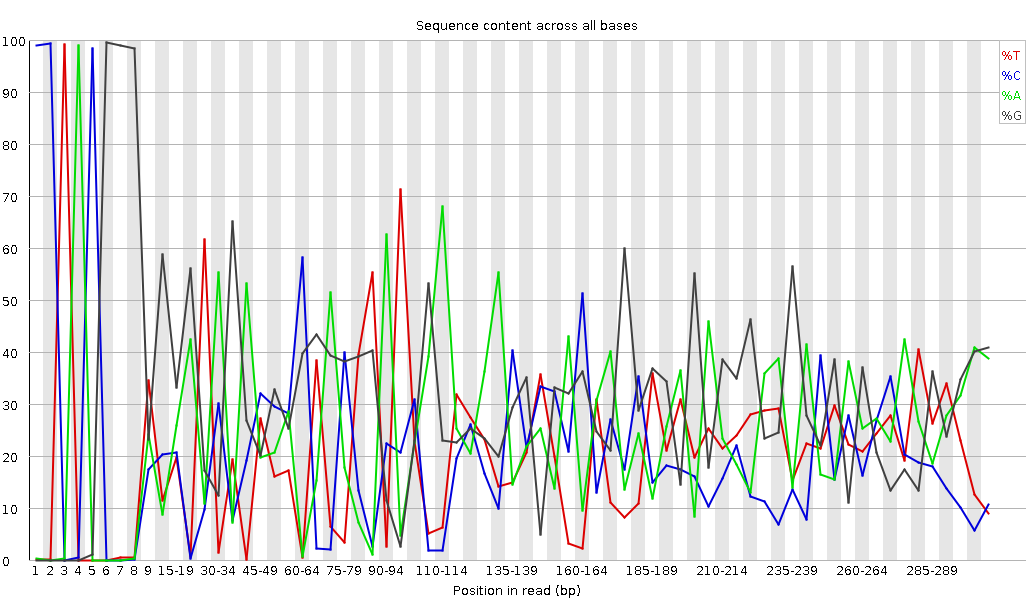 Sequence content across all bases
%T
%C
%A
%G
100
90
80
70
60
50
40
30
20
10
0
1 2 3 4 5 6 7 8 9 15-19 30-34 45-49 60-64 75-79 90-94 110-114 135-139 160-164 185-189 210-214 235-239 260-264 285-289
Position in read (bp)